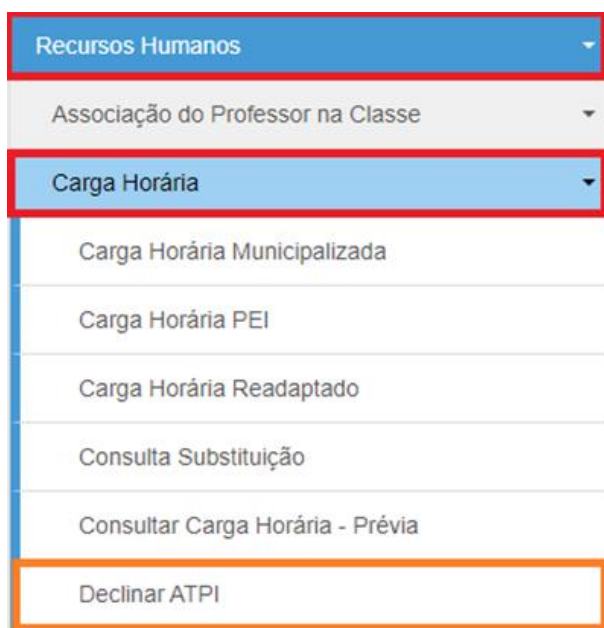 Recursos Humanos
Associação do Professor na Classe
Carga Horária
Carga Horária Municipalizada
Carga Horária PEI
Carga Horária Readaptado
Consulta Substituição
Consultar Carga Horária - Prévia
Declinar ATPI